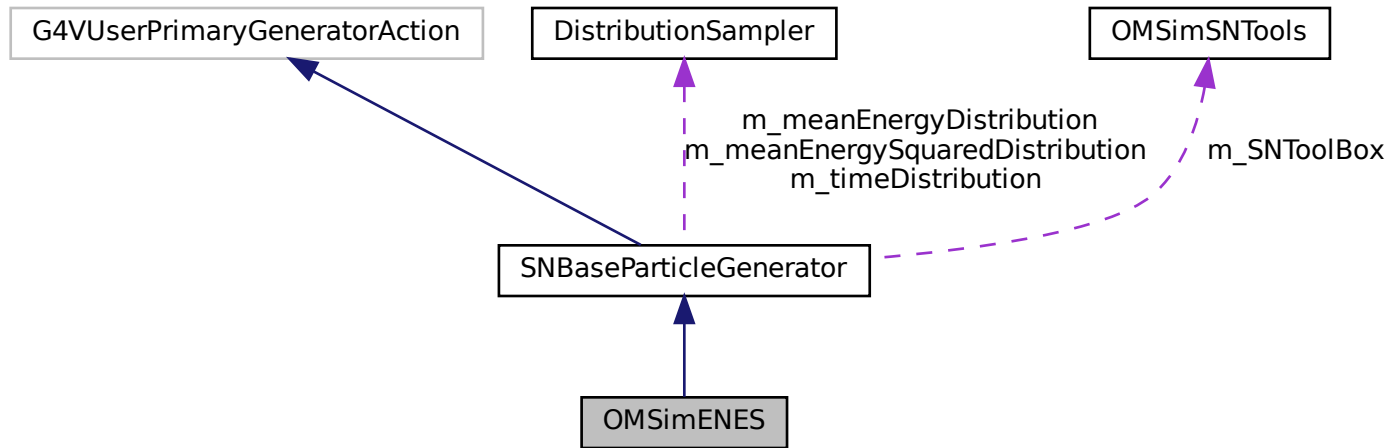 G4VUserPrimaryGeneratorAction
DistributionSampler
OMSimSNTools
m_meanEnergyDistribution
m_meanEnergySquaredDistribution
m_timeDistribution
m_SNToolBox
SNBaseParticleGenerator
OMSimENES